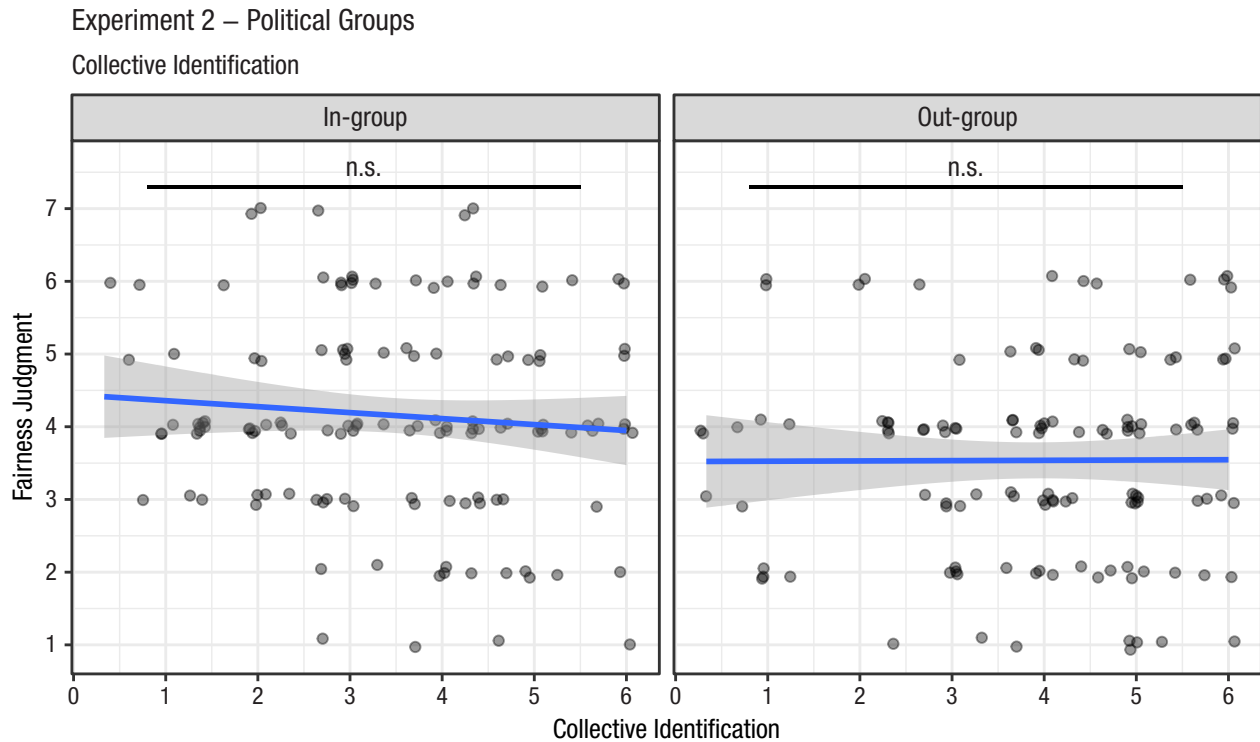 Experiment 2 – Political Groups
Collective Identification
In-group
Out-group
n.s.
n.s.
Fairness Judgment
7
6
5
4
3
2
1
0 1 2 3 4 5 6
0 1 2 3 4 5 6
Collective Identification